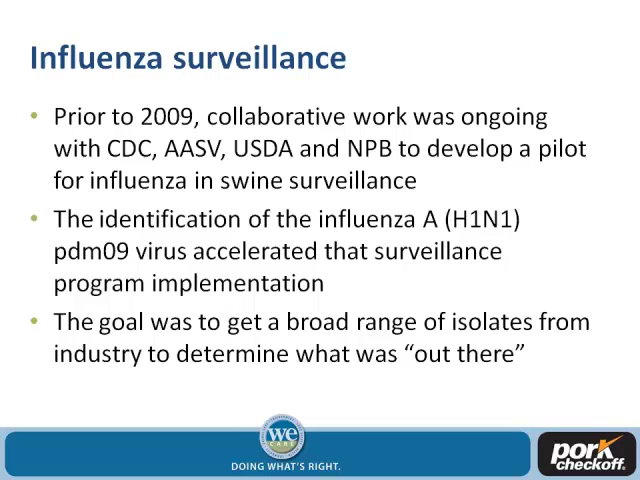 Influenza surveillance
• Prior to 2009, collaborative work was ongoing
with CDC, AASV, USDA and NPB to develop a pilot
for influenza in swine surveillance
• The identification of the influenza A (H1N1)
pdm09 virus accelerated that surveillance
program implementation
• The goal was to get a broad range of isolates from
industry to determine what was “out there”
we
CARE
DOING WHAT'S RIGHT.
pork
checkoff.